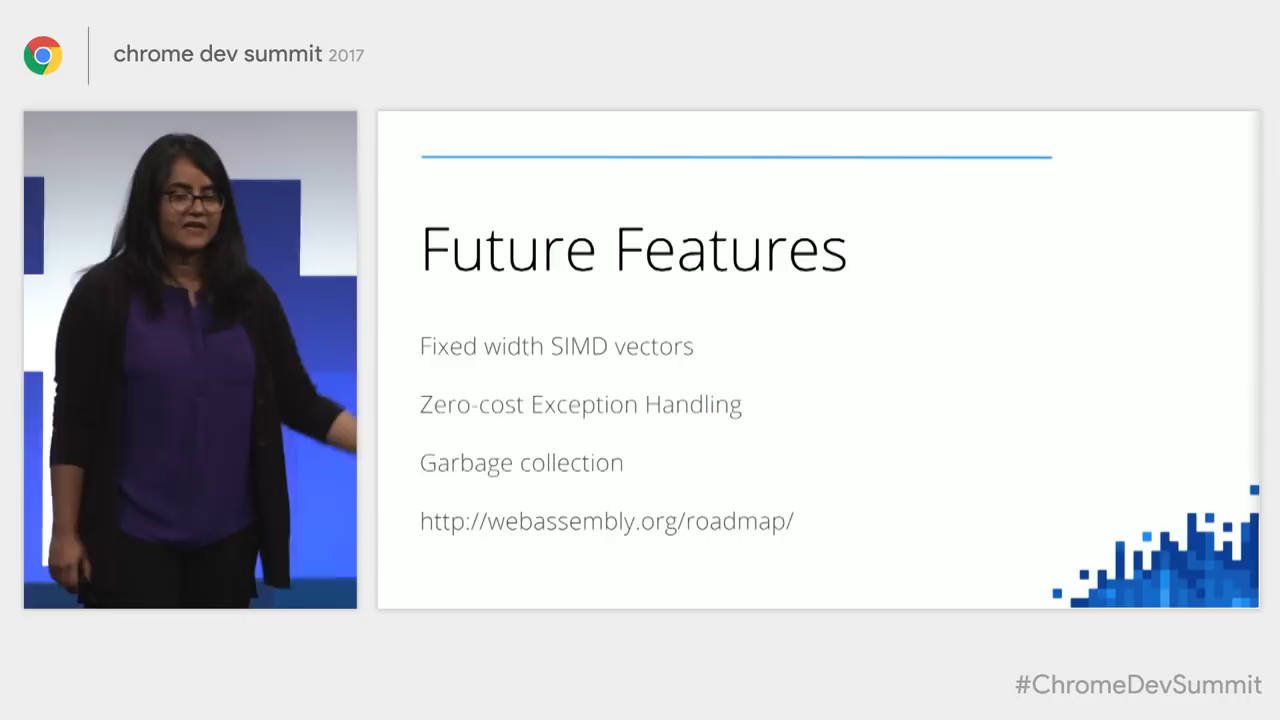 chrome dev summit 2017
Future Features
Fixed width SIMD vectors
Zero-cost Exception Handling
Garbage collection
http://webassembly.org/roadmap/
#ChromeDevSummit